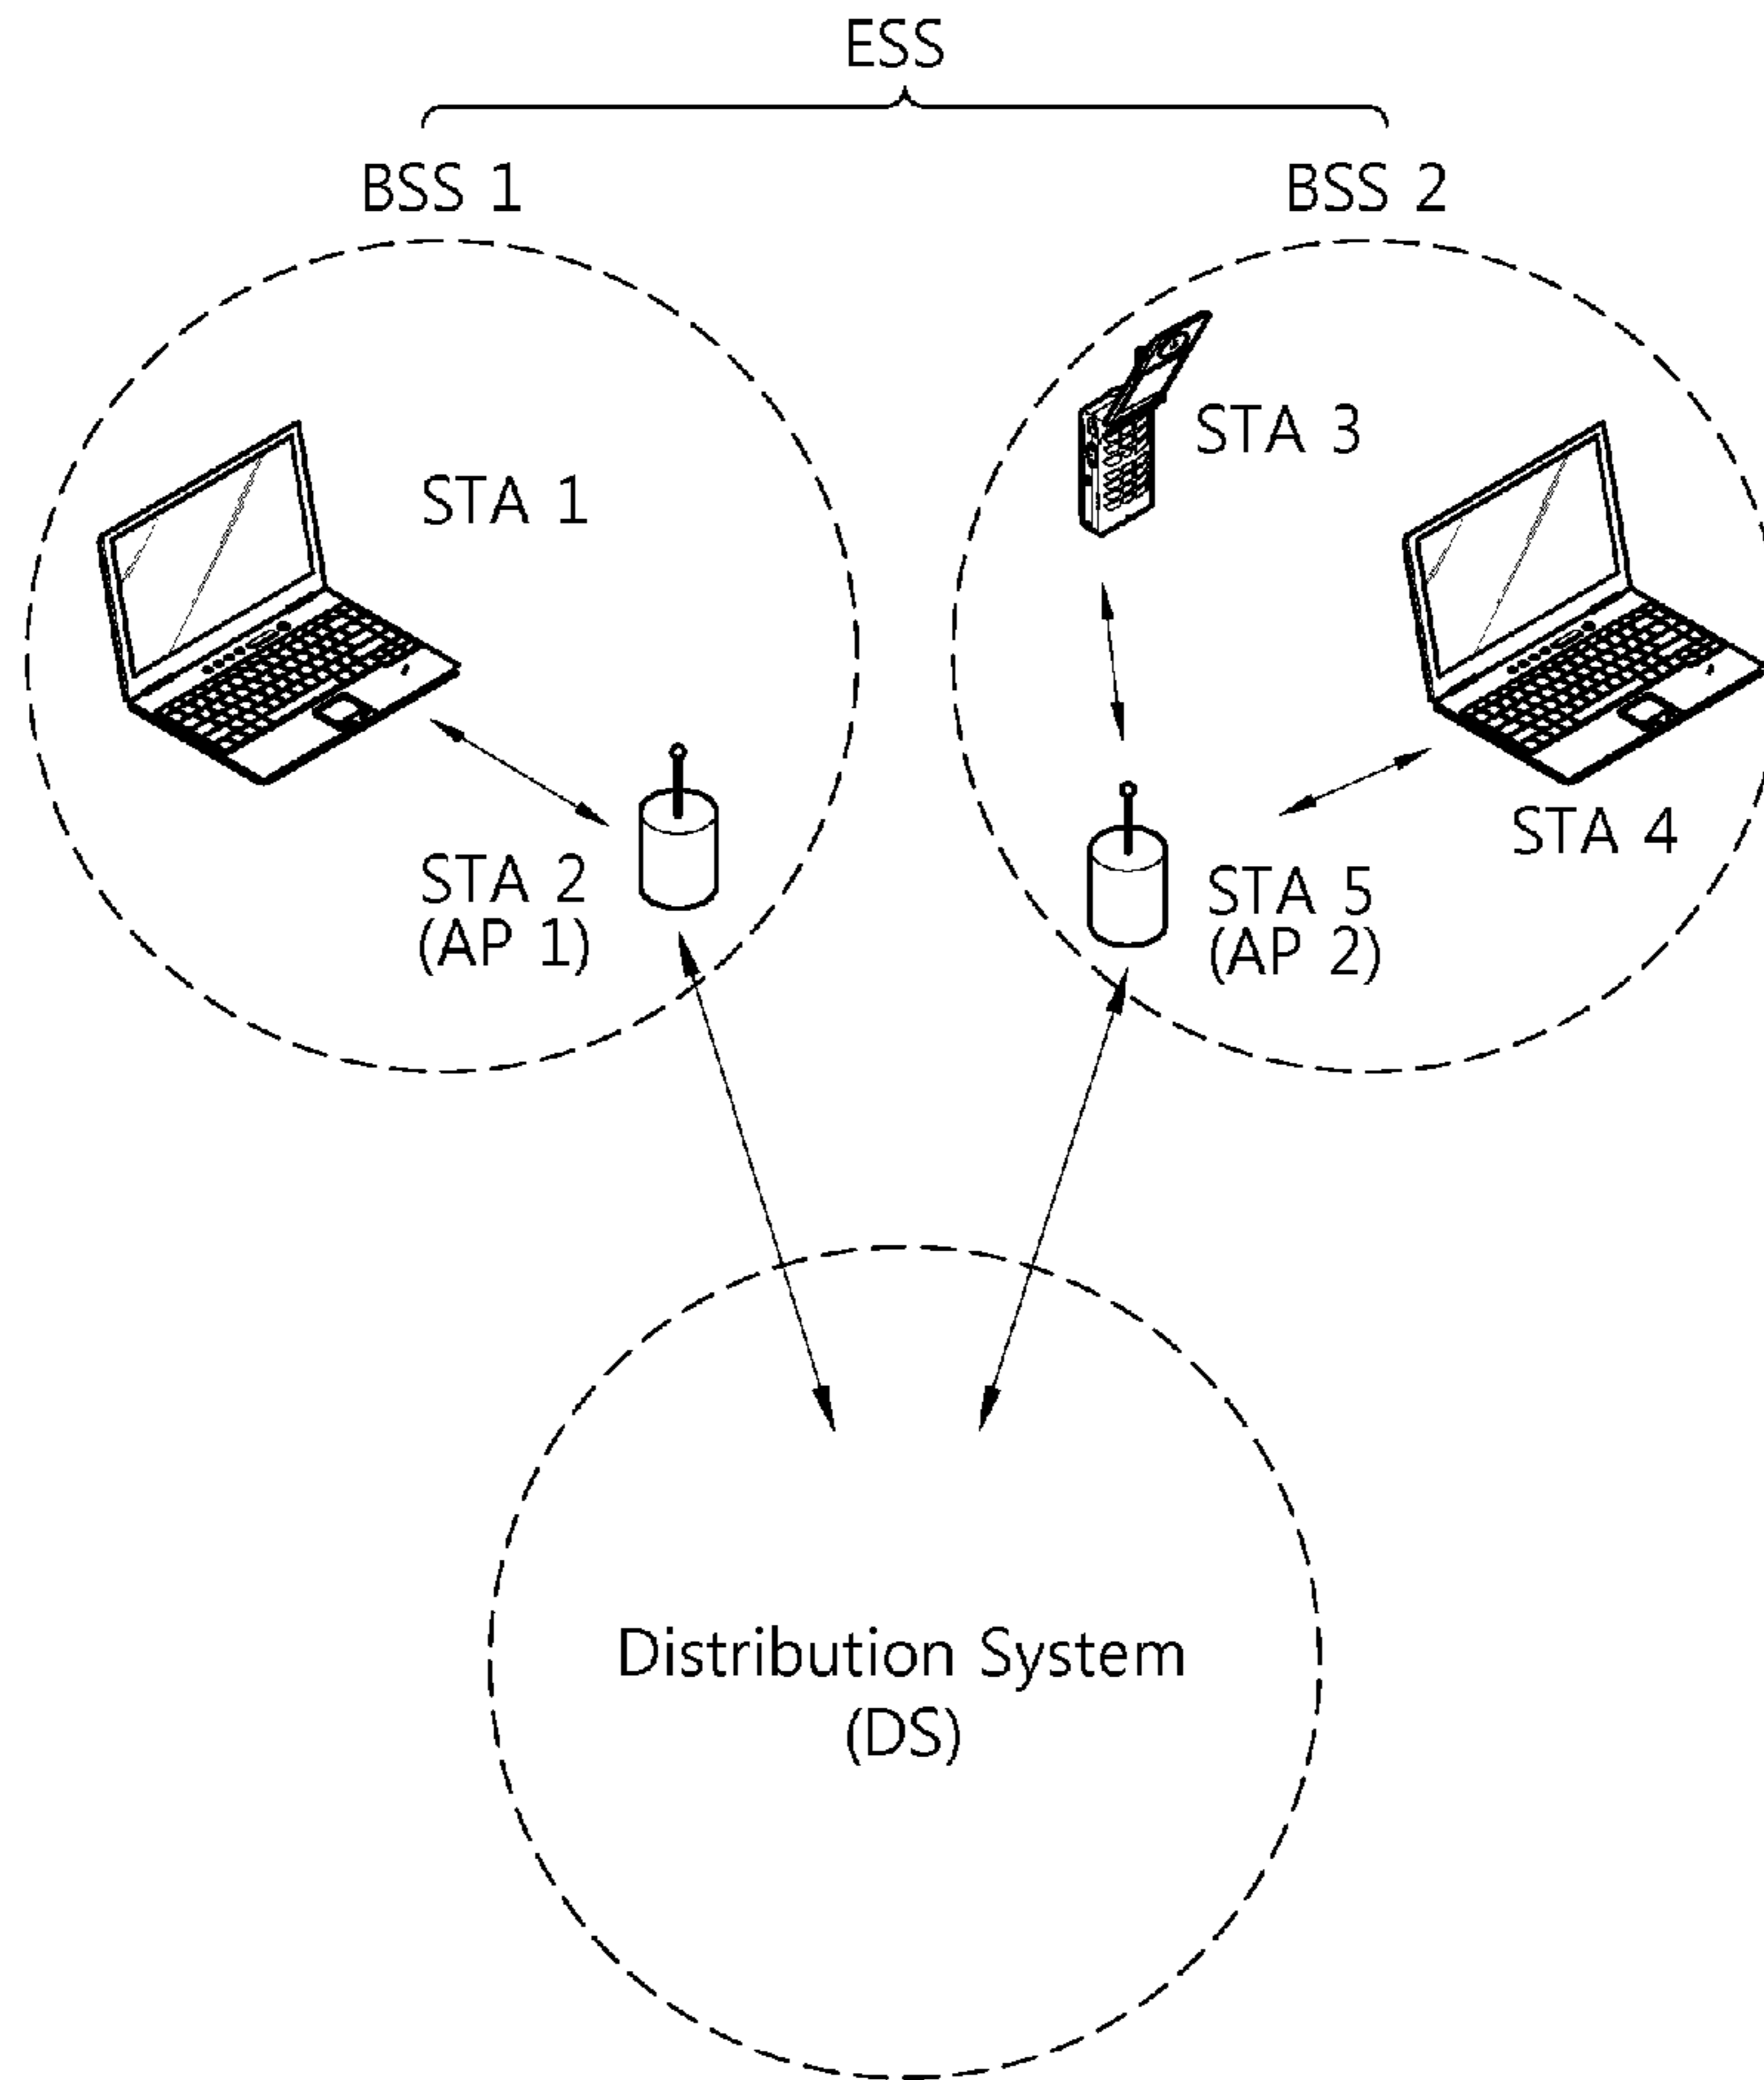 ESS
BSS 1
BSS 2
STA 1
STA 3
STA 4
STA 2
(AP 1)
STA 5
(AP 2)
Distribution System
(DS)